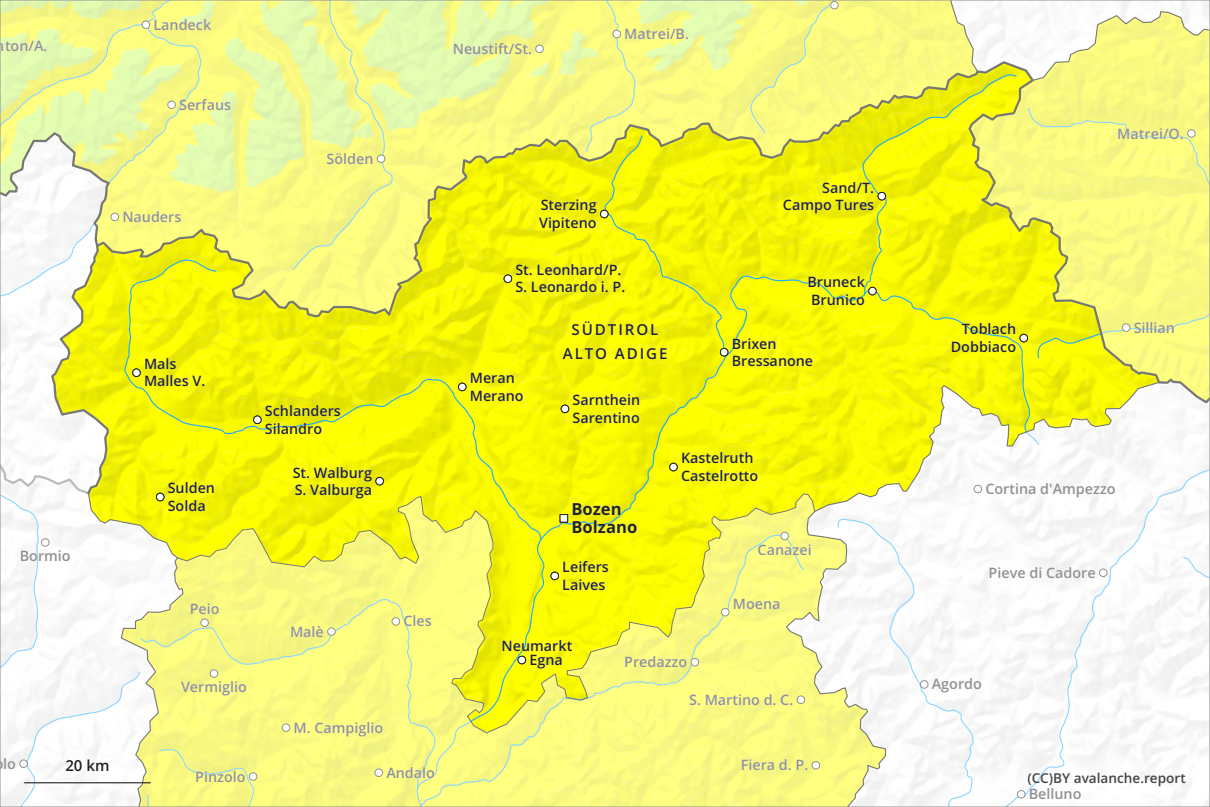 Landeck
nton/A.
Neustift/St.
Matrei/B.
Serfaus
Matrei/O.
Sölden
Nauders
Sand/T.
Campo Tures
Sterzing
Vipiteno
St. Leonhard/P.
S. Leonardo i. P.
Bruneck
Brunico
SÜDTIROL
ALTO ADIGE
Toblach
Dobbiaco
Sillian
Brixen
Bressanone
Mals
Malles V.
Meran
Merano
Sarnthein
Sarentino
Schlanders
Silandro
Kastelruth
Castelrotto
St. Walburg
S. Valburga
Sulden
Solda
Cortina d'Ampezzo
Bozen
Bolzano
Bormio
Canazei
Leifers
Laives
Pieve di Cadore
Peio
Moena
Cles
Malè
Neumarkt
Egna
Predazzo
Vermiglio
Agordo
S. Martino d. C.
M. Campiglio
20 km
olo
Pinzolo
Andalo
Fiera d. P.
(CC)BY avalanche.report
Belluno